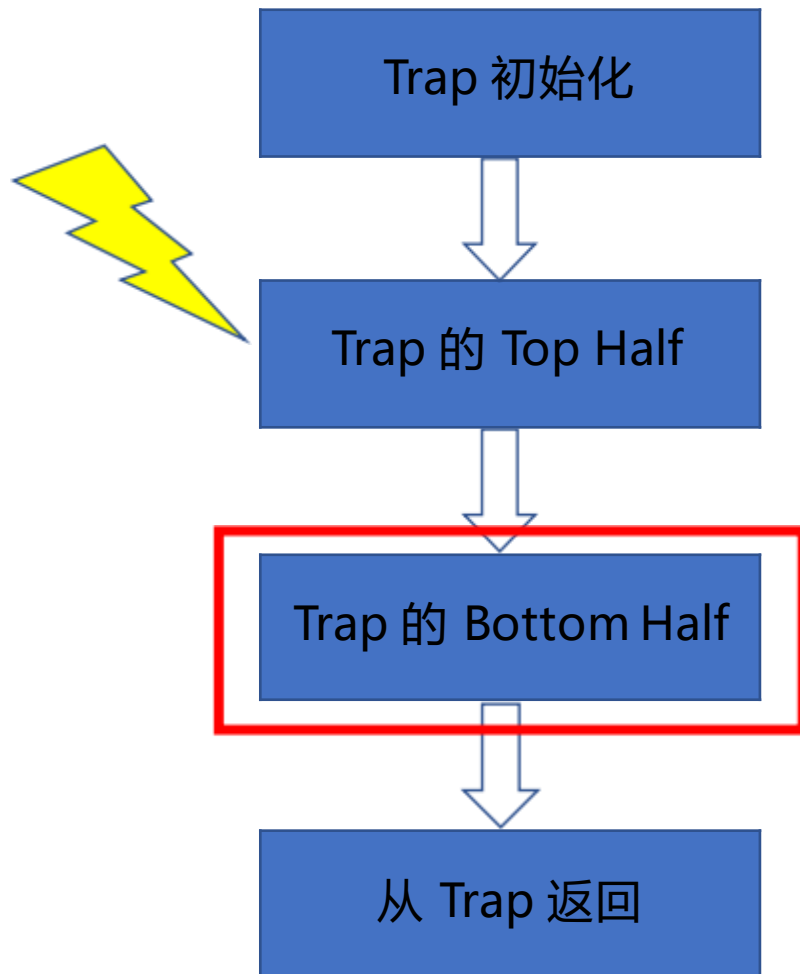 Trap 初始化
Trap 的 Top Half
Trap 的 Bottom Half
从 Trap 返回